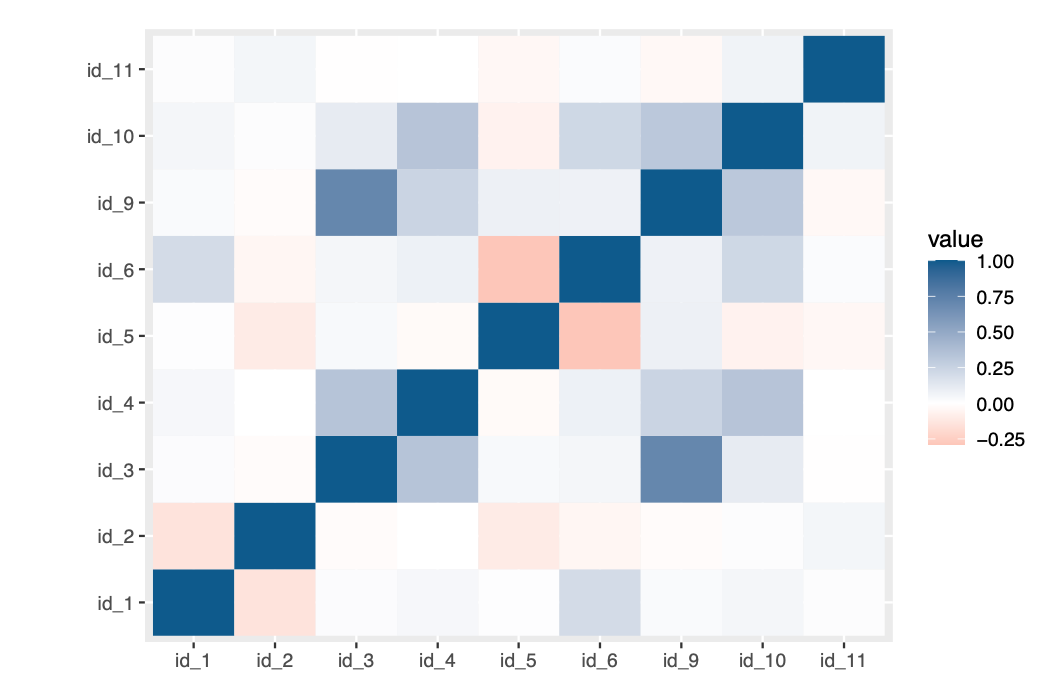 id_11
id_10
id_9
id_6
id_5
id_4
id_3
id_2
id_1
id_1 id_2 id_3 id_4 id_5 id_6 id_9 id_10 id_11
value
1.00
0.75
0.50
0.25
0.00
−0.25